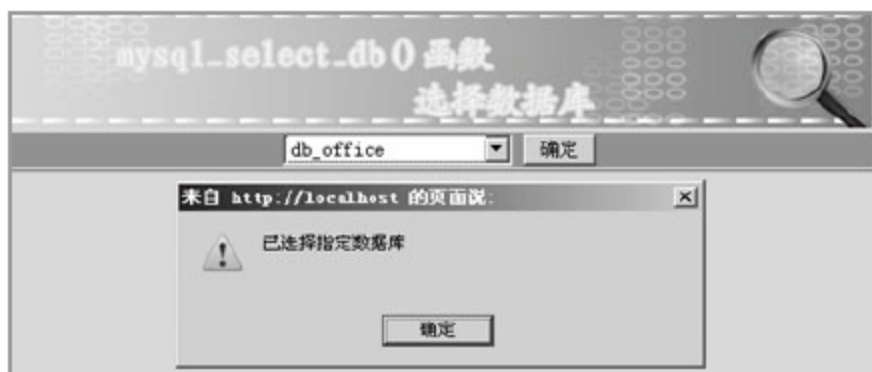 mysql_select_db()函数
选择数据库
db_office 确定
来自 http://localhost 的页面说:
已选择指定数据库
确定